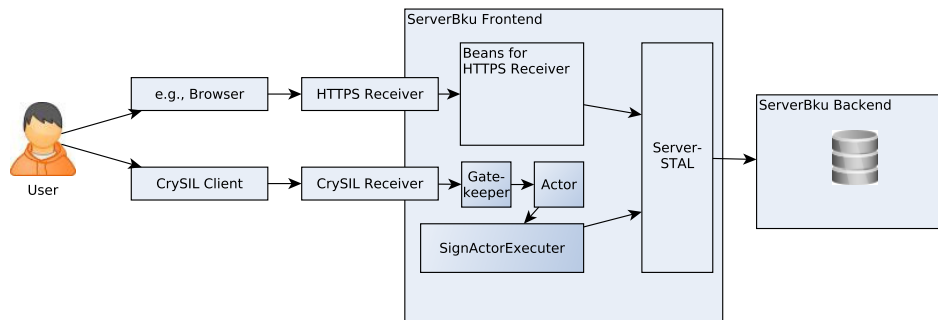 ServerBku Frontend
Beans for
HTTPS Receiver
e.g., Browser
HTTPS Receiver
ServerBku Backend
Server-
STAL
User
CrySIL Client
CrySIL Receiver
Gate-
keeper
Actor
SignActorExecuter